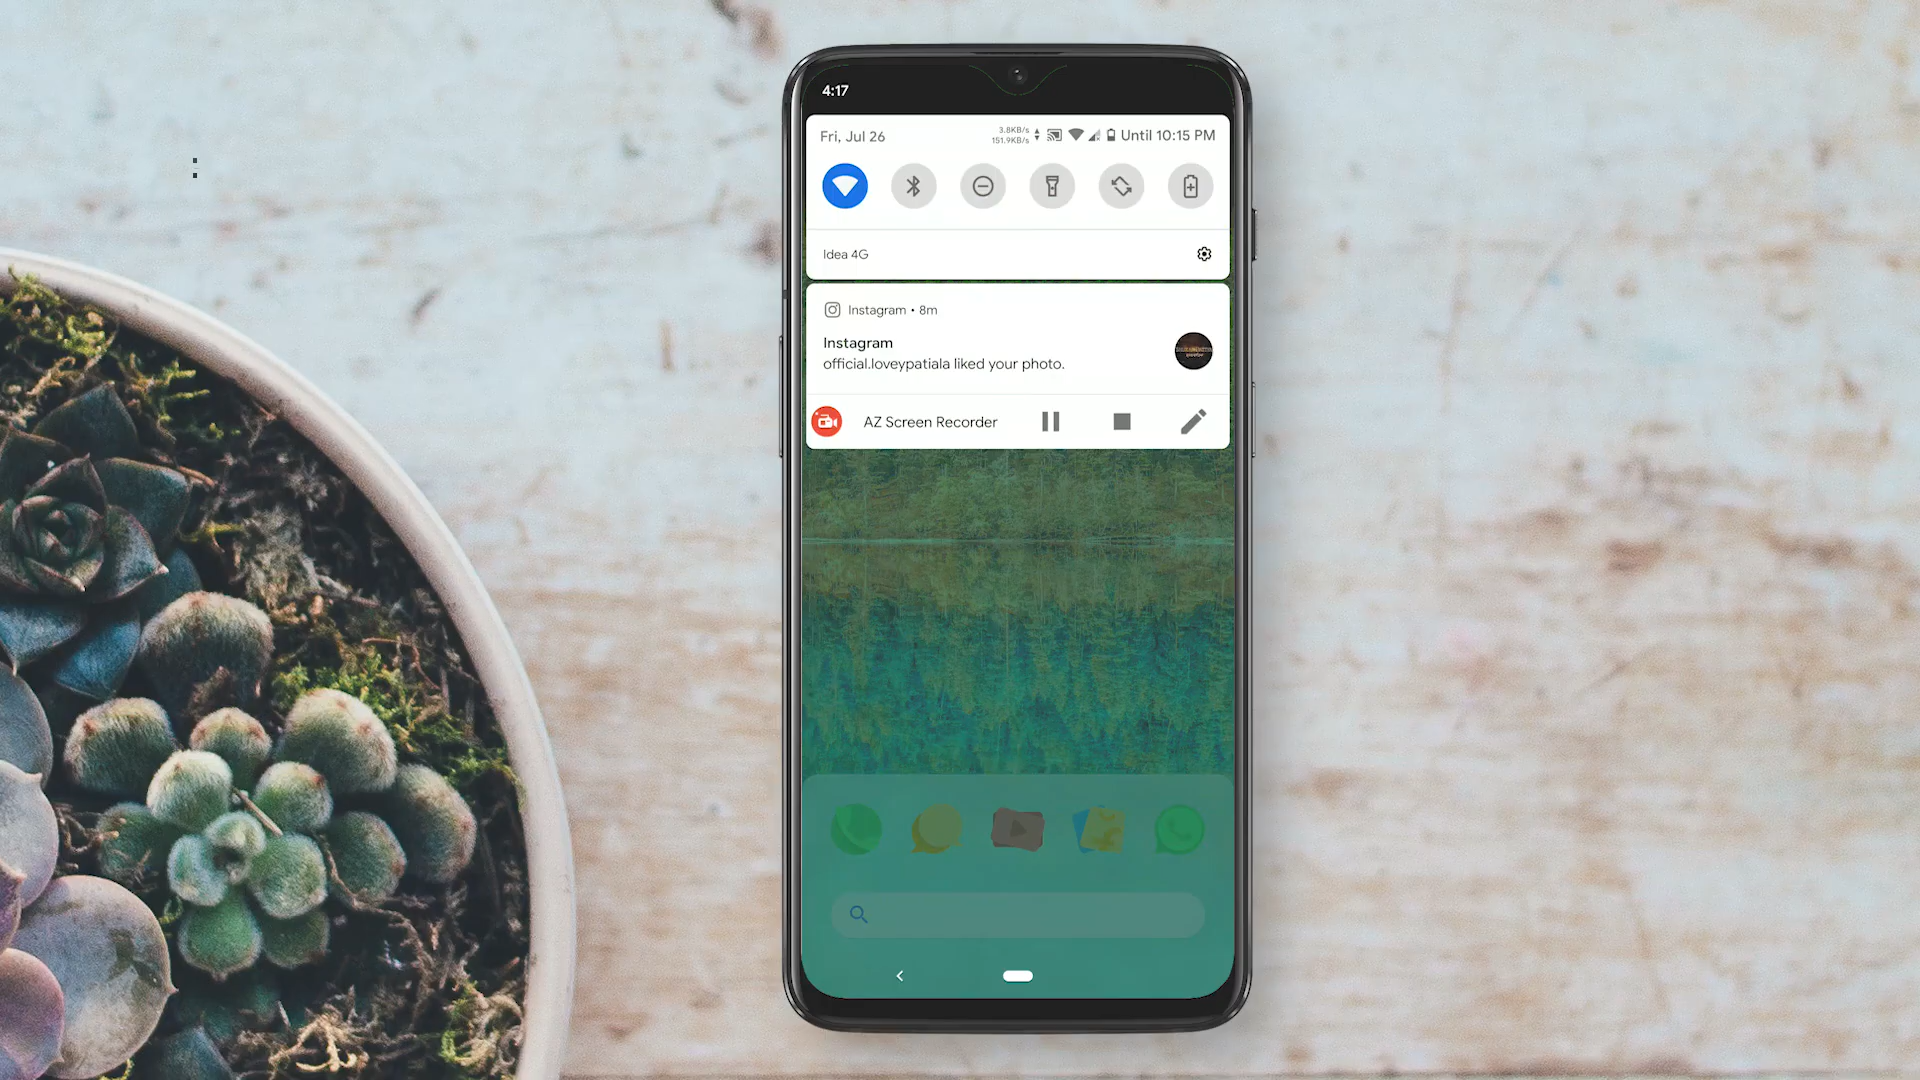 :
4:17
Fri, Jul 26
3.8KB/s
151.9KB/s
Until 10:15 PM
Idea 4G
Instagram • 8m
Instagram
official.loveypatiala liked your photo.
AZ Screen Recorder